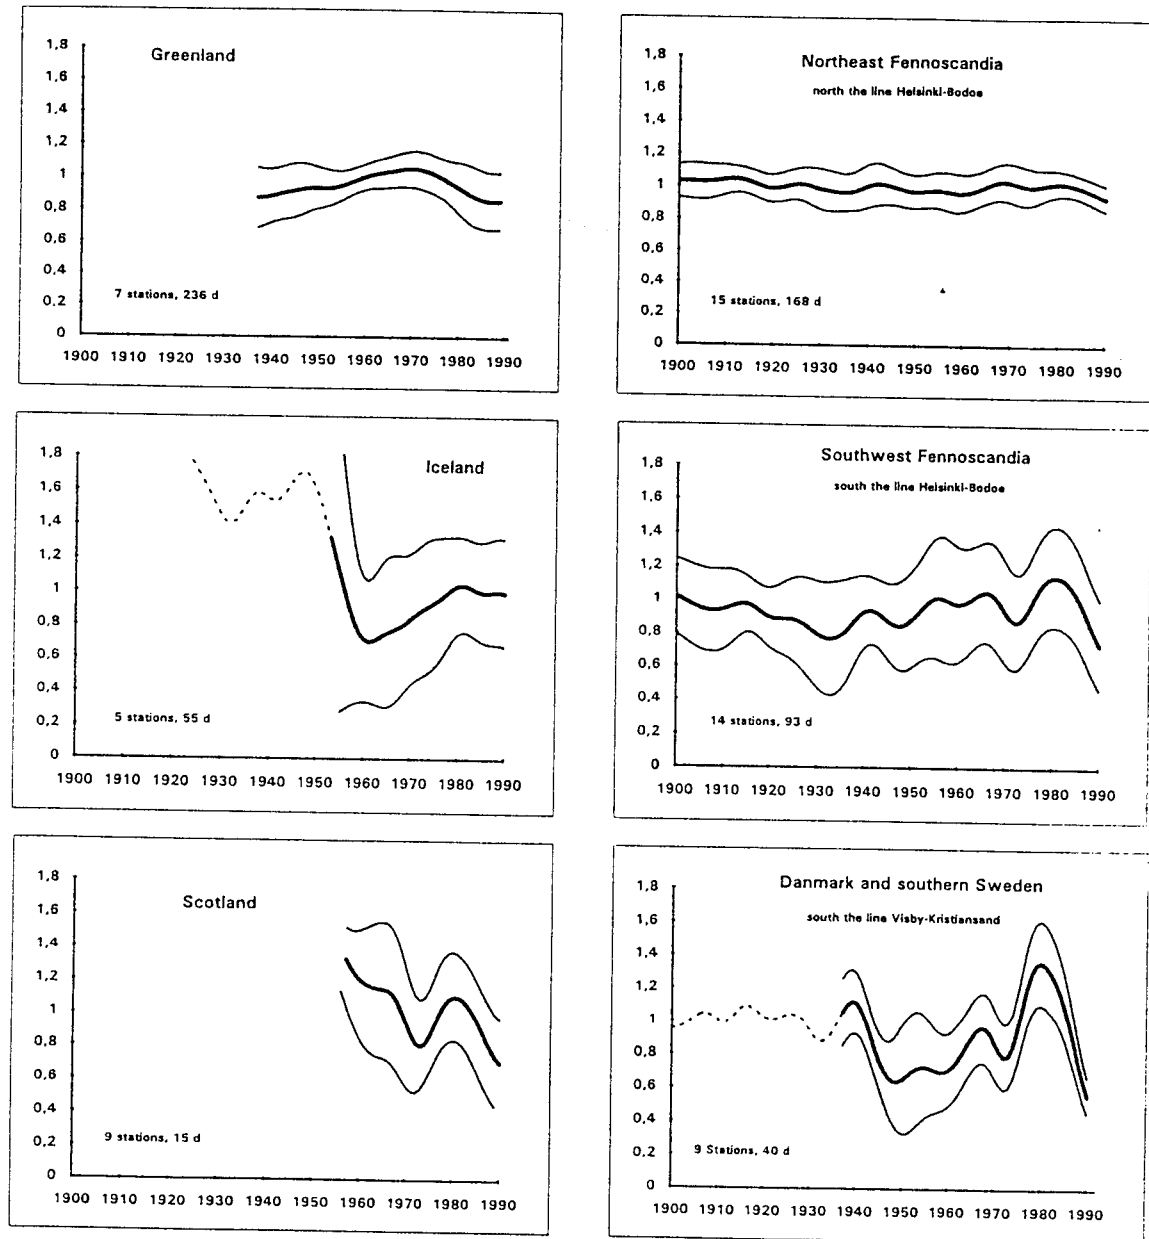 Greenland
1,8
1,6
1,4
1,2
1
0,8
0,6
0,4
0,2
0
7 stations, 236 d
1900 1910 1920 1930 1940 1950 1960 1970 1980 1990
Northeast Fennoscandia
north the line Helsinki-Bodoe
1,8
1,6
1,4
1,2
1
0,8
0,6
0,4
0,2
0
15 stations, 168 d
1900 1910 1920 1930 1940 1950 1960 1970 1980 1990
Iceland
1,8
1,6
1,4
1,2
1
0,8
0,6
0,4
0,2
0
5 stations, 55 d
1900 1910 1920 1930 1940 1950 1960 1970 1980 1990
Southwest Fennoscandia
south the line Helsinki-Bodoe
1,8
1,6
1,4
1,2
1
0,8
0,6
0,4
0,2
0
14 stations, 93 d
1900 1910 1920 1930 1940 1950 1960 1970 1980 1990
Scotland
1,8
1,6
1,4
1,2
1
0,8
0,6
0,4
0,2
0
9 stations, 15 d
1900 1910 1920 1930 1940 1950 1960 1970 1980 1990
Danmark and southern Sweden
south the line Visby-Kristiansand
1,8
1,6
1,4
1,2
1
0,8
0,6
0,4
0,2
0
9 Stations, 40 d
1900 1910 1920 1930 1940 1950 1960 1970 1980 1990